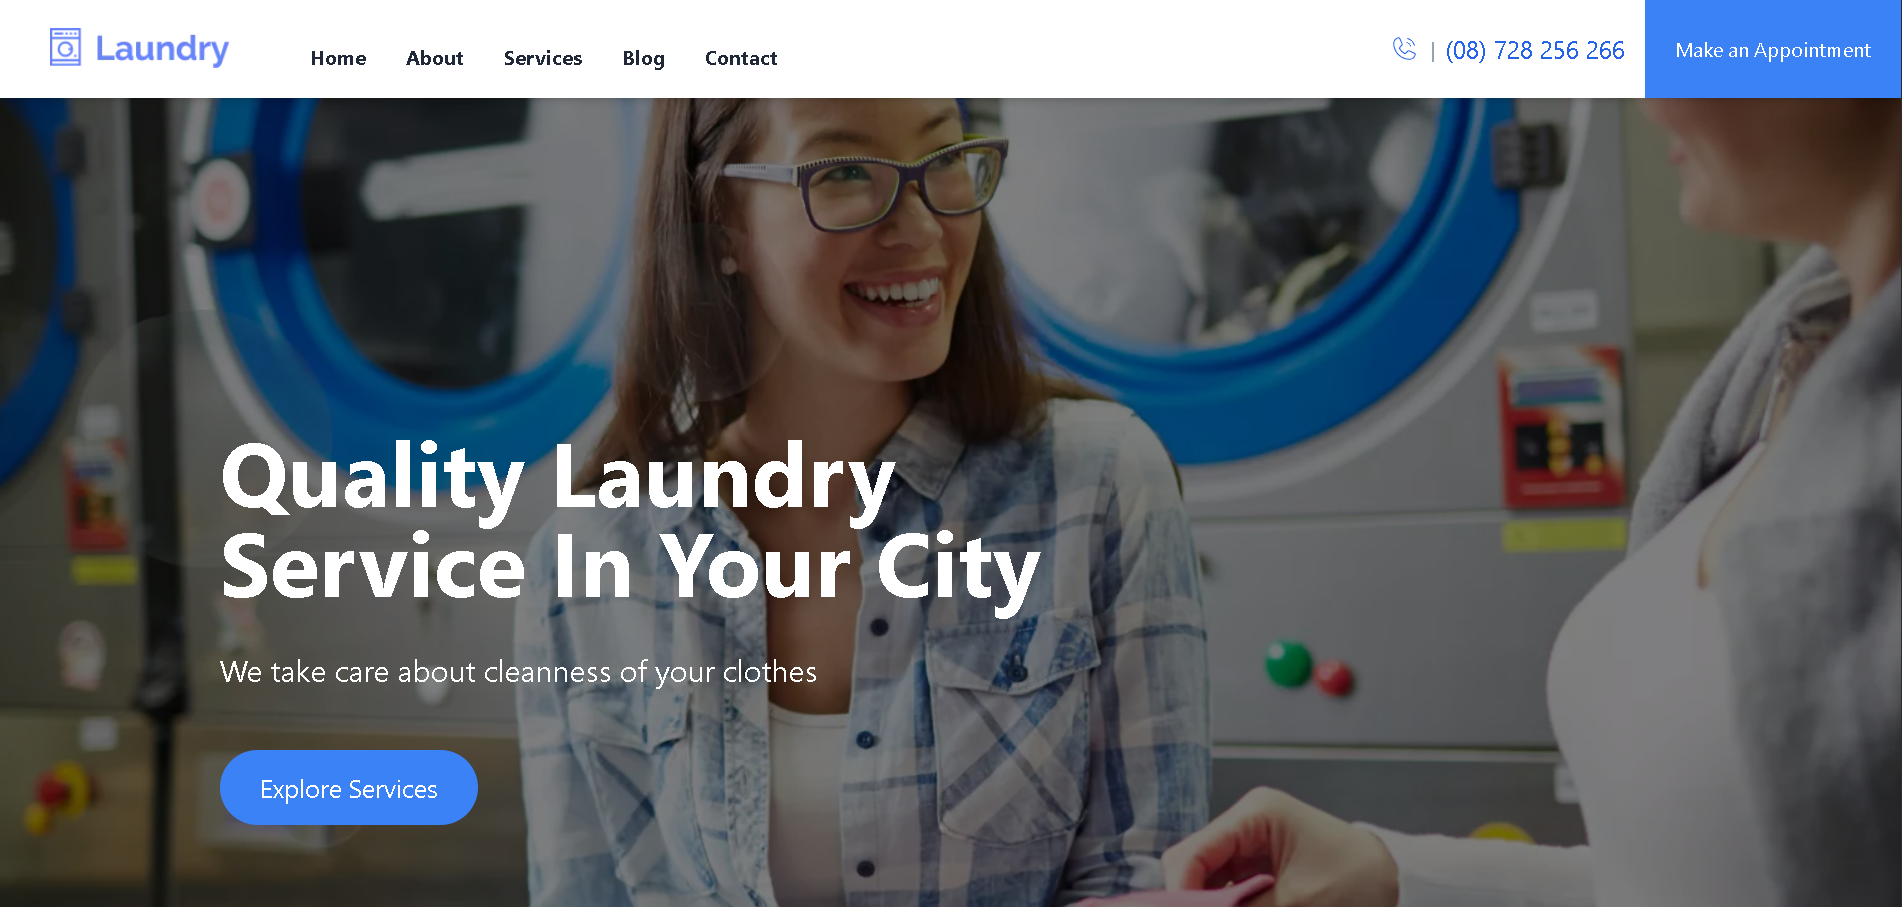 Laundry
Home
About
Services
Blog
Contact
| (08) 728 256 266
Make an Appointment
Quality Laundry
Service In Your City
We take care about cleanness of your clothes
Explore Services